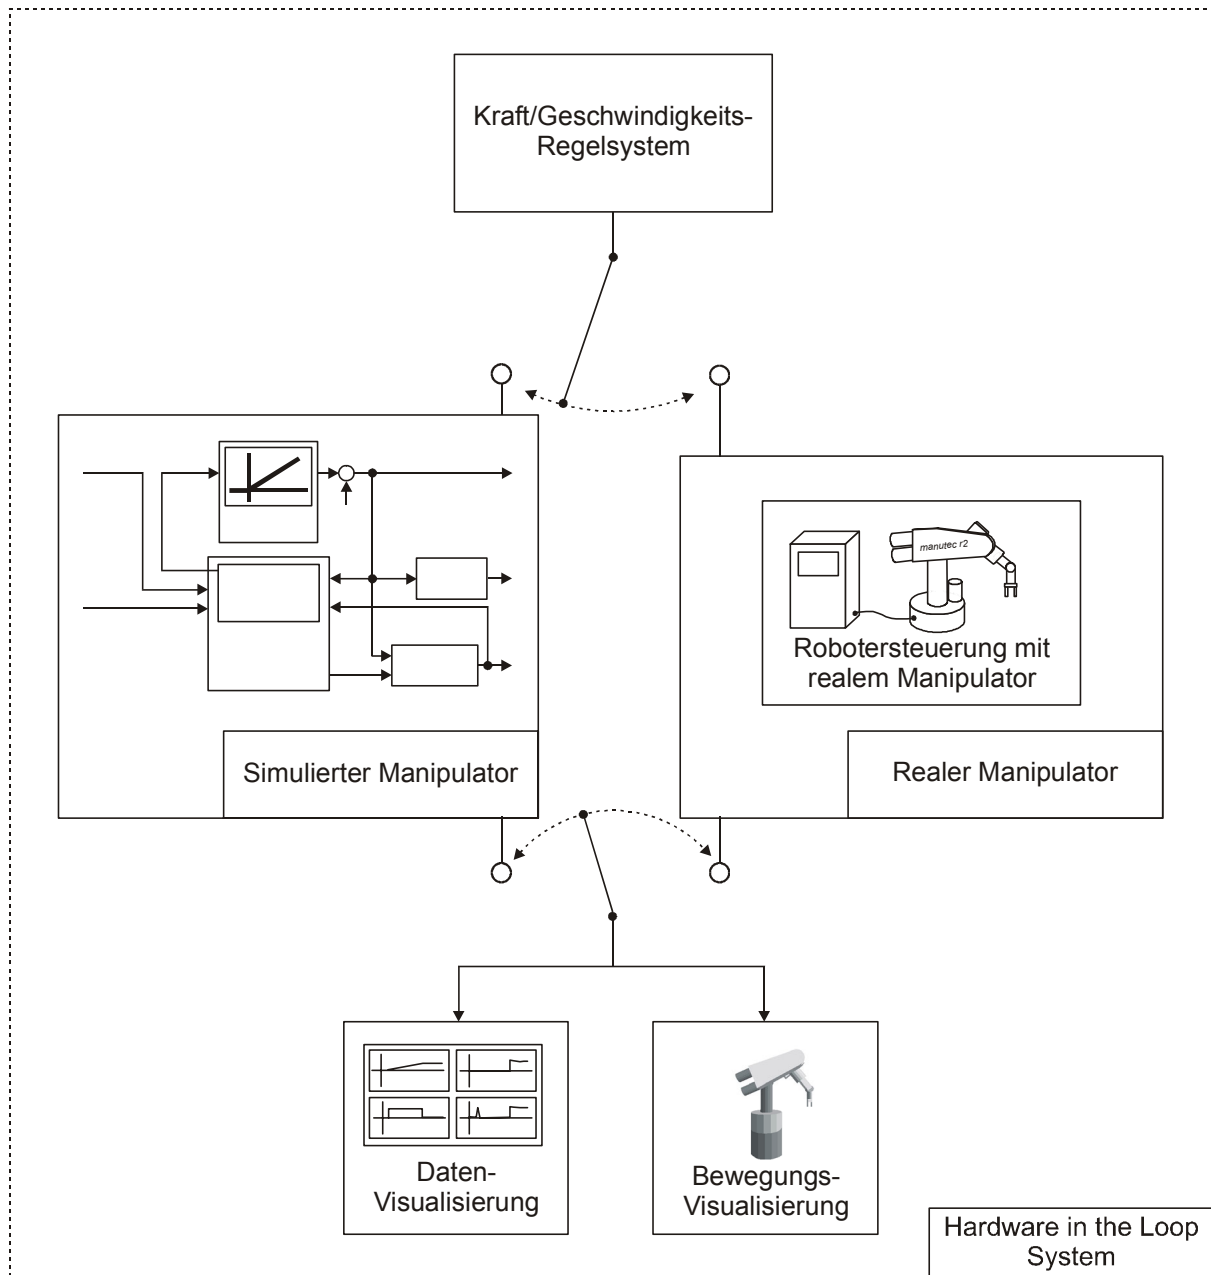 Kraft/Geschwindigkeits-
Regelsystem
manutec r2
Robotersteuerung mit
realem Manipulator
Simulierter Manipulator
Realer Manipulator
Daten-
Visualisierung
Bewegungs-
Visualisierung
Hardware in the Loop
System